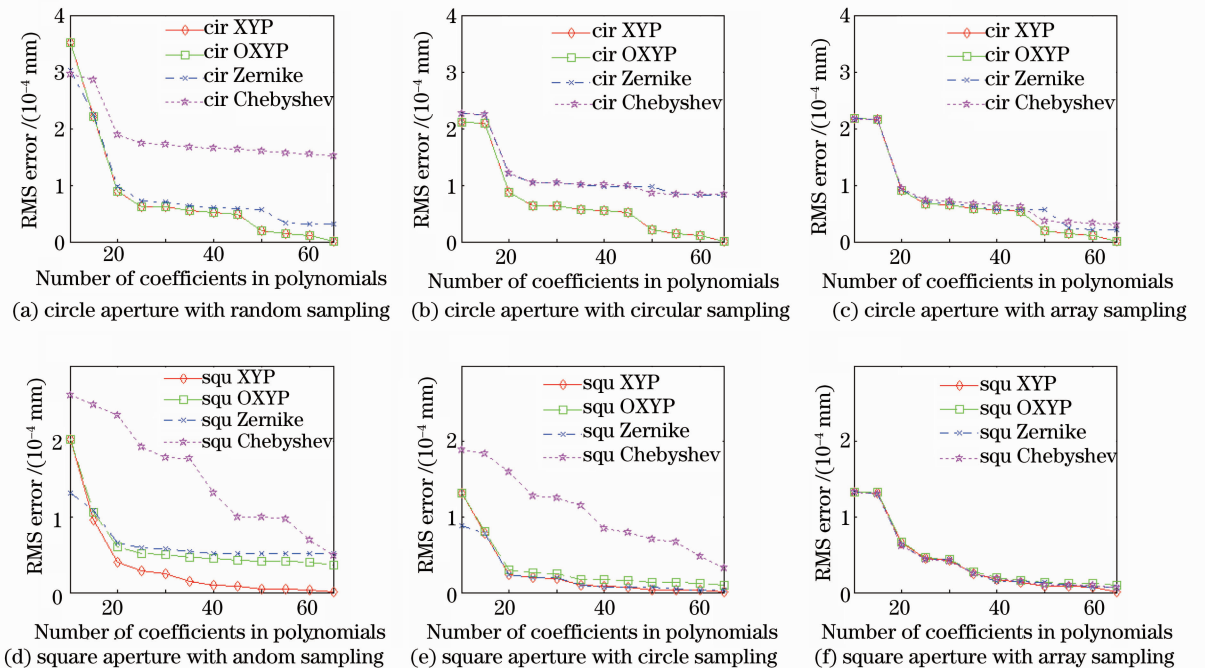 4
3
2
1
0
RMS error /(10⁻⁴ mm)
cir XYP
cir OXYP
cir Zernike
cir Chebyshev
20
40
60
Number of coefficients in polynomials
(a) circle aperture with random sampling
4
3
2
1
0
RMS error /(10⁻⁴ mm)
cir XYP
cir OXYP
cir Zernike
cir Chebyshev
20
40
60
Number of coefficients in polynomials
(b) circle aperture with circular sampling
4
3
2
1
0
RMS error /(10⁻⁴ mm)
cir XYP
cir OXYP
cir Zernike
cir Chebyshev
20
40
60
Number of coefficients in polynomials
(c) circle aperture with array sampling
2
1
0
RMS error /(10⁻⁴ mm)
squ XYP
squ OXYP
squ Zernike
squ Chebyshev
20
40
60
Number of coefficients in polynomials
(d) square aperture with andom sampling
2
1
0
RMS error /(10⁻⁴ mm)
squ XYP
squ OXYP
squ Zernike
squ Chebyshev
20
40
60
Number of coefficients in polynomials
(e) square aperture with circle sampling
2
1
0
RMS error /(10⁻⁴ mm)
squ XYP
squ OXYP
squ Zernike
squ Chebyshev
20
40
60
Number of coefficients in polynomials
(f) square aperture with array sampling